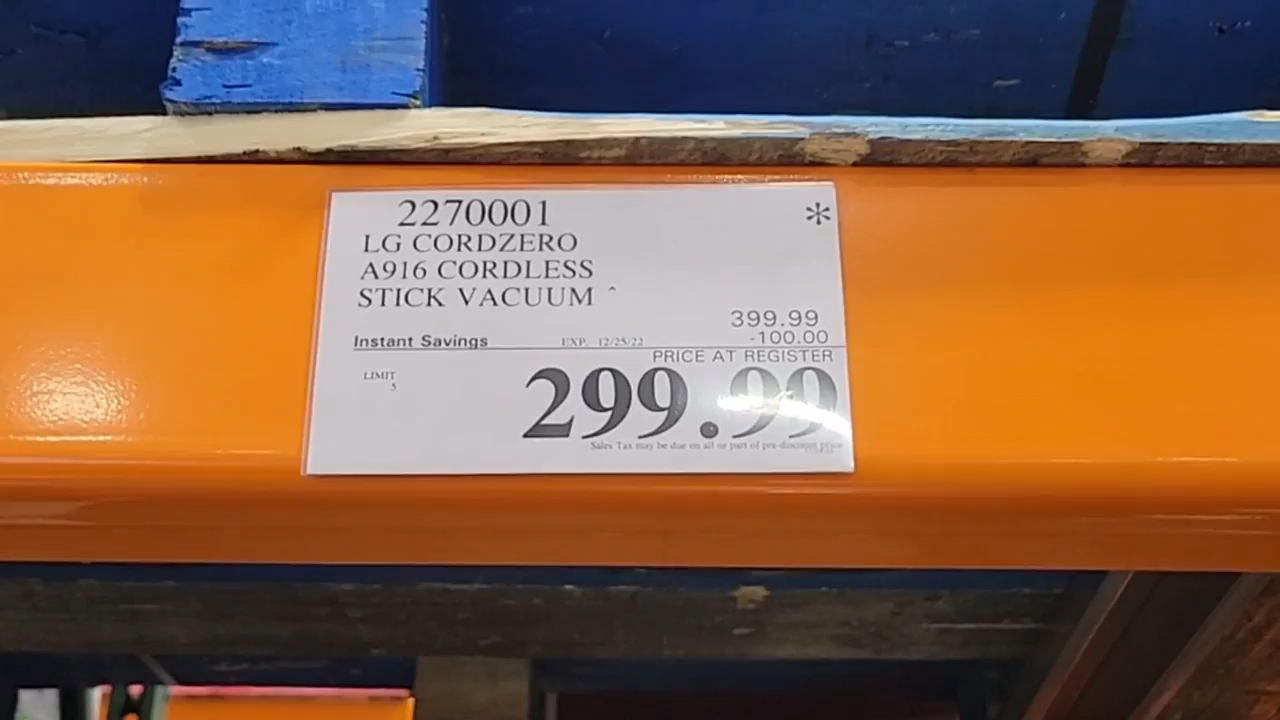 2270001 *
LG CORDZERO
A916 CORDLESS
STICK VACUUM ^
399.99
Instant Savings EXP. 12/25/22 -100.00
PRICE AT REGISTER
LIMIT
5
299.99
Sales Tax may be due on all or part of pre-discount price